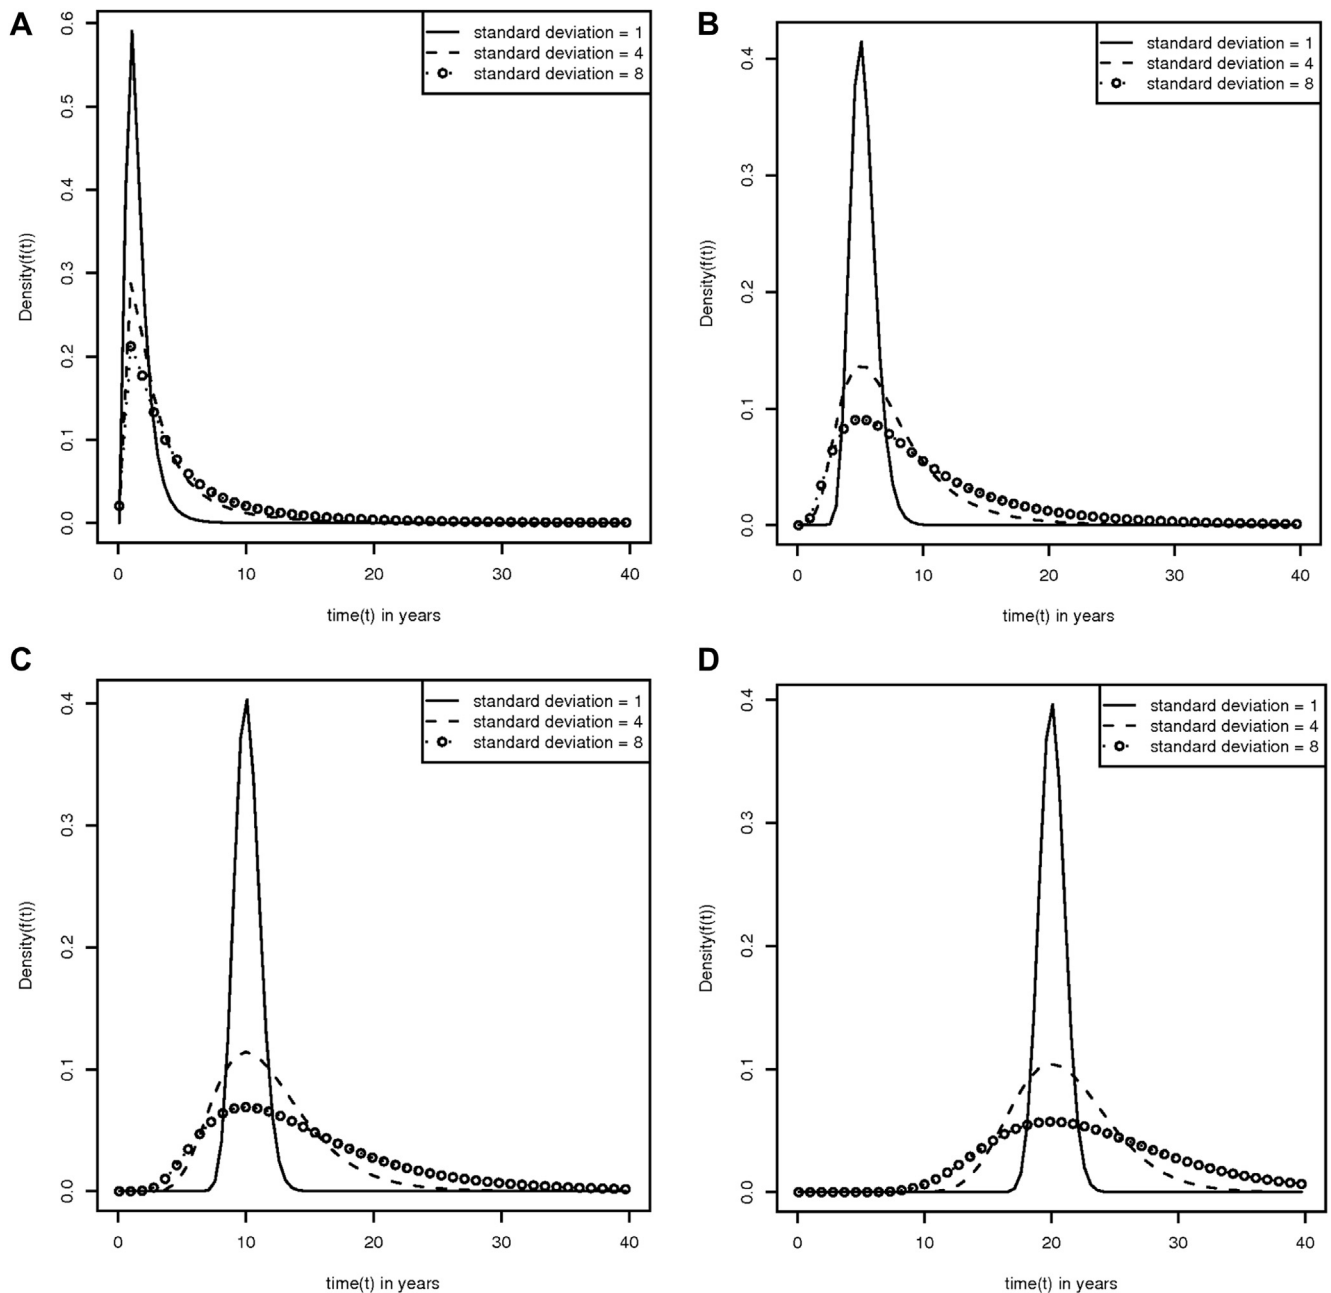 A
standard deviation = 1
standard deviation = 4
standard deviation = 8
Density(f(t))
0.0 0.1 0.2 0.3 0.4 0.5 0.6
0 10 20 30 40
time(t) in years
B
standard deviation = 1
standard deviation = 4
standard deviation = 8
Density(f(t))
0.0 0.1 0.2 0.3 0.4
0 10 20 30 40
time(t) in years
C
standard deviation = 1
standard deviation = 4
standard deviation = 8
Density(f(t))
0.0 0.1 0.2 0.3 0.4
0 10 20 30 40
time(t) in years
D
standard deviation = 1
standard deviation = 4
standard deviation = 8
Density(f(t))
0.0 0.1 0.2 0.3 0.4
0 10 20 30 40
time(t) in years